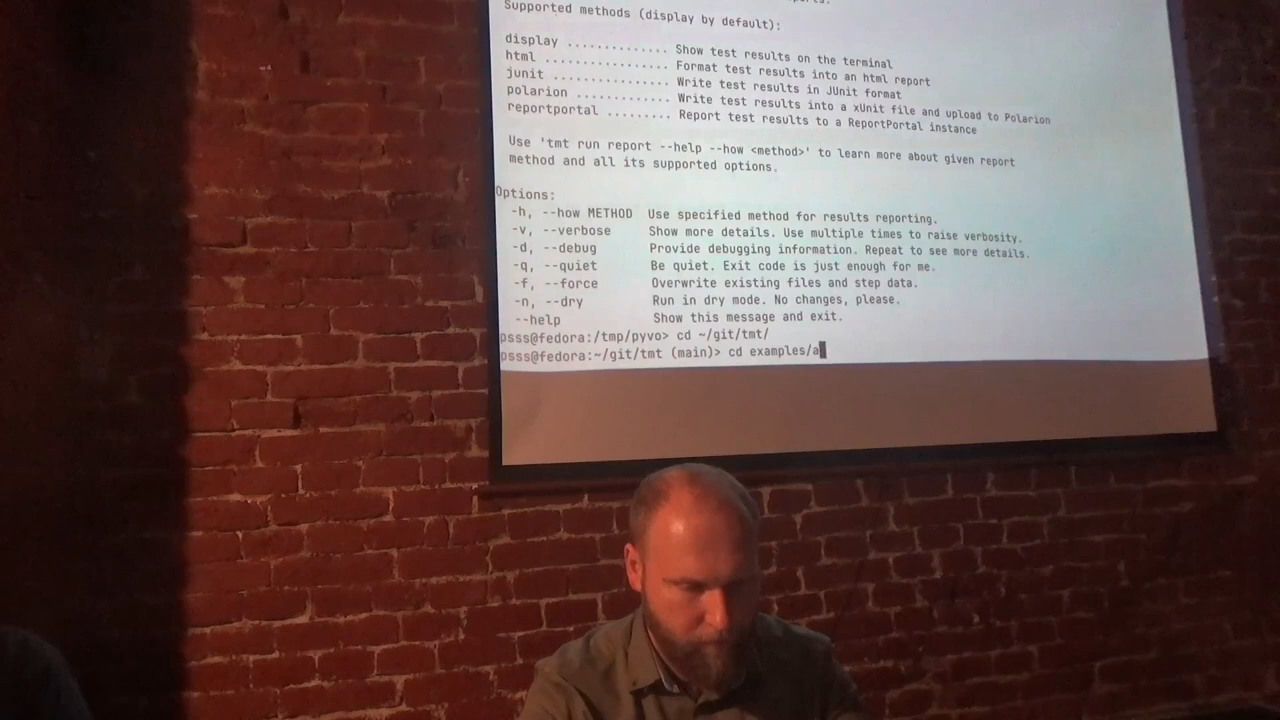 Supported methods (display by default):
display .............. Show test results on the terminal
html ................. Format test results into an html report
junit ................ Write test results in JUnit format
polarion ............. Write test results into a xUnit file and upload to Polarion
reportportal ......... Report test results to a ReportPortal instance
Use 'tmt run report --help --how <method>' to learn more about given report
method and all its supported options.
Options:
-h, --how METHOD  Use specified method for results reporting.
-v, --verbose     Show more details. Use multiple times to raise verbosity.
-d, --debug       Provide debugging information. Repeat to see more details.
-q, --quiet       Be quiet. Exit code is just enough for me.
-f, --force       Overwrite existing files and step data.
-n, --dry         Run in dry mode. No changes, please.
--help            Show this message and exit.
psss@fedora:/tmp/pyvo> cd ~/git/tmt/
psss@fedora:~/git/tmt (main)> cd examples/a